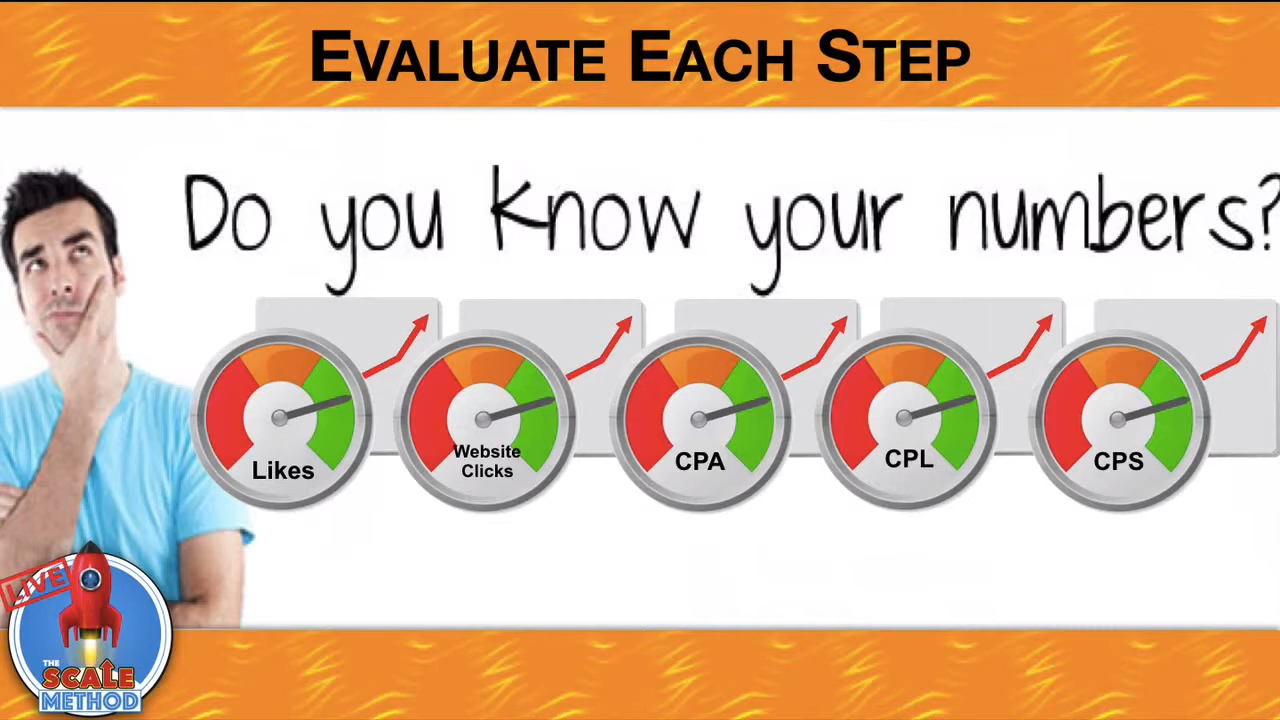 EVALUATE EACH STEP
Do you know your numbers?
Likes
Website
Clicks
CPA
CPL
CPS
LIVE
THE
SCALE
METHOD